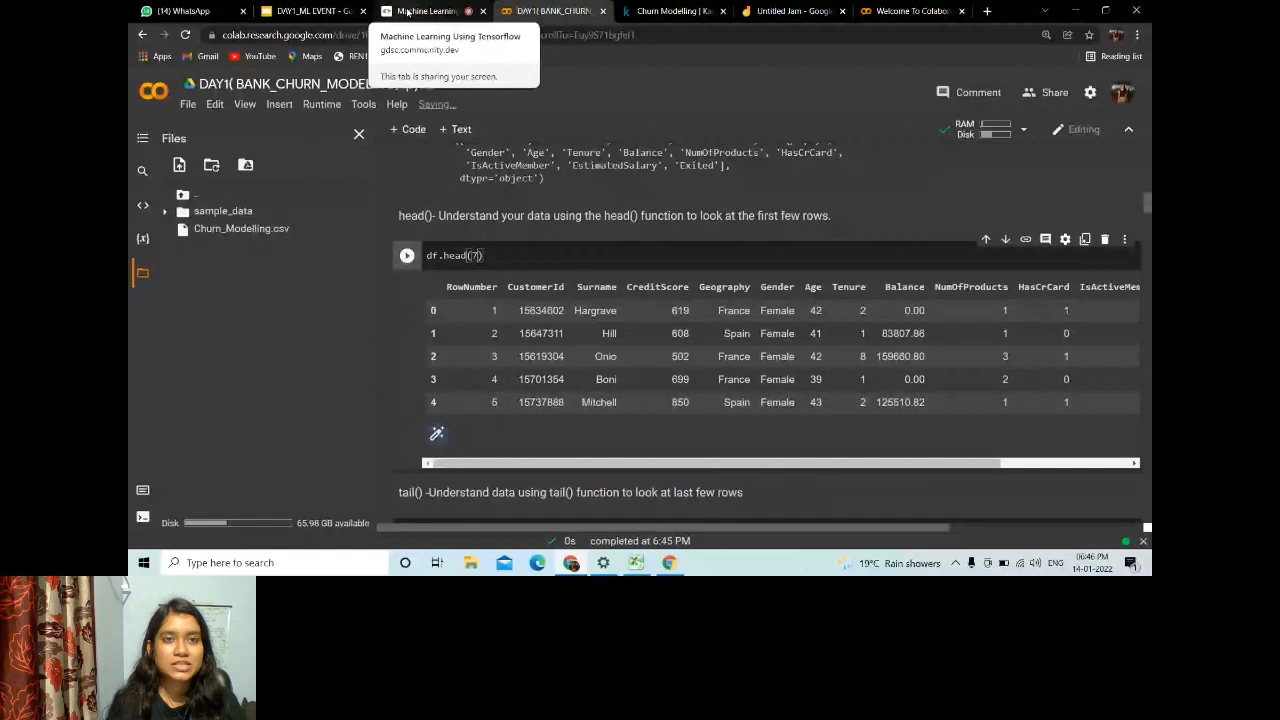 (14) WhatsApp
DAY1_ML EVENT - G
Machine Learning
DAY1( BANK_CHURN
Churn Modelling | Ka
Untitled Jam - Google
Welcome To Colabo
Machine Learning Using Tensorflow
gdsc.community.dev
This tab is sharing your screen.
colab.research.google.com/drive/1
Apps
Gmail
YouTube
Maps
BEN1
Reading list
DAY1( BANK_CHURN_MODEL
File Edit View Insert Runtime Tools Help Saving...
Comment
Share
+ Code + Text
RAM
Disk
Editing
Files
..
sample_data
Churn_Modelling.csv
'Gender', 'Age', 'Tenure', 'Balance', 'NumOfProducts', 'HasCrCard',
'IsActiveMember', 'EstimatedSalary', 'Exited'],
dtype='object')
head()- Understand your data using the head() function to look at the first few rows.
df.head(7)
RowNumber CustomerId Surname CreditScore Geography Gender Age Tenure Balance NumOfProducts HasCrCard IsActiveMem
0 1 15634602 Hargrave 619 France Female 42 2 0.00 1 1
1 2 15647311 Hill 608 Spain Female 41 1 83807.86 1 0
2 3 15619304 Onio 502 France Female 42 8 159660.80 3 1
3 4 15701354 Boni 699 France Female 39 1 0.00 2 0
4 5 15737888 Mitchell 850 Spain Female 43 2 125510.82 1 1
tail() -Understand data using tail() function to look at last few rows
Disk
65.98 GB available
0s completed at 6:45 PM
Type here to search
19°C Rain showers
ENG
06:46 PM
14-01-2022